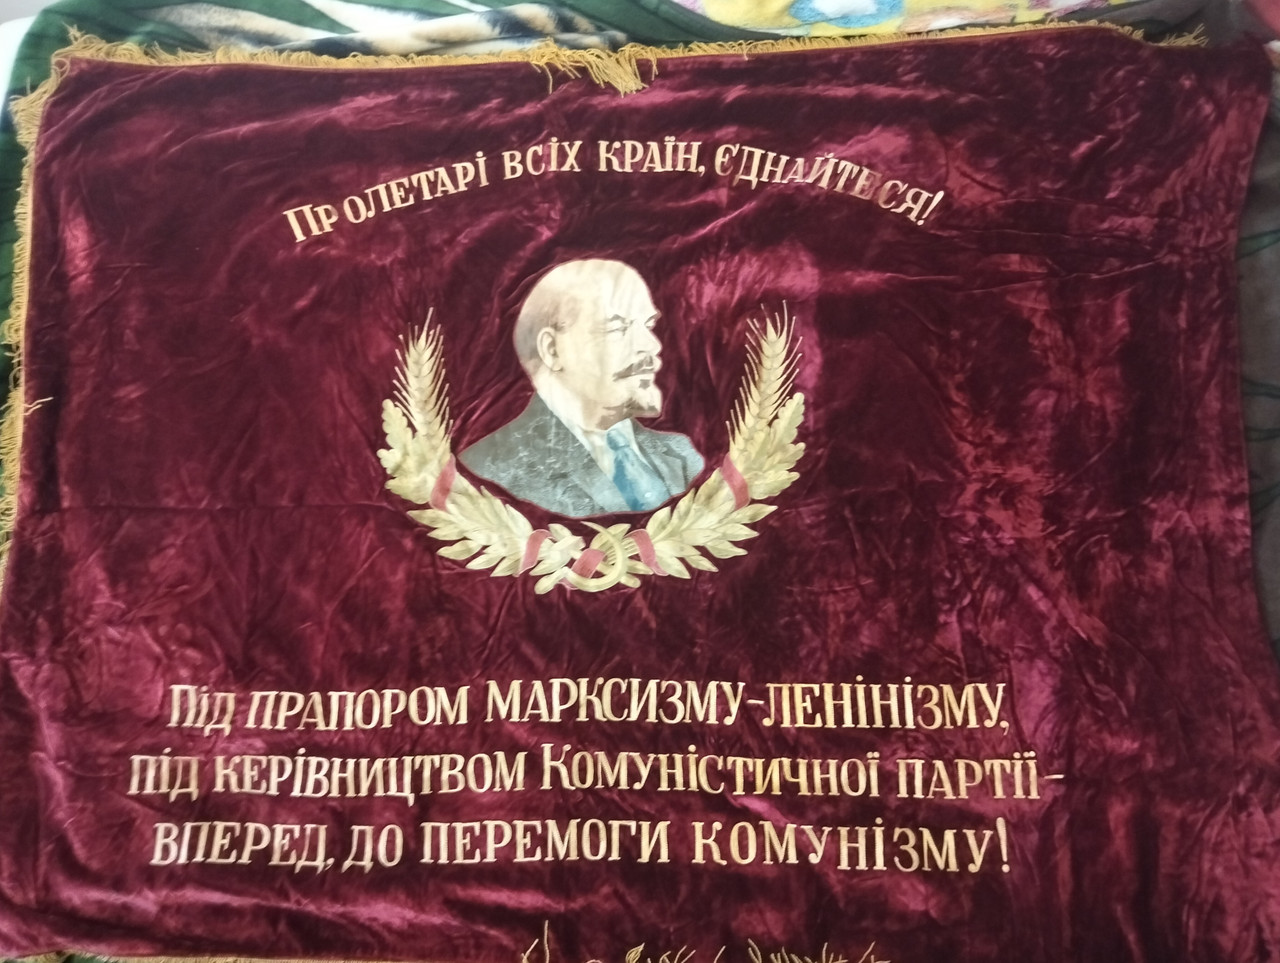 Пролетарі всіх країн, єднайтеся!
Під прапором марксизму-ленінізму,
під керівництвом Комуністичної партії-
вперед, до перемоги комунізму!